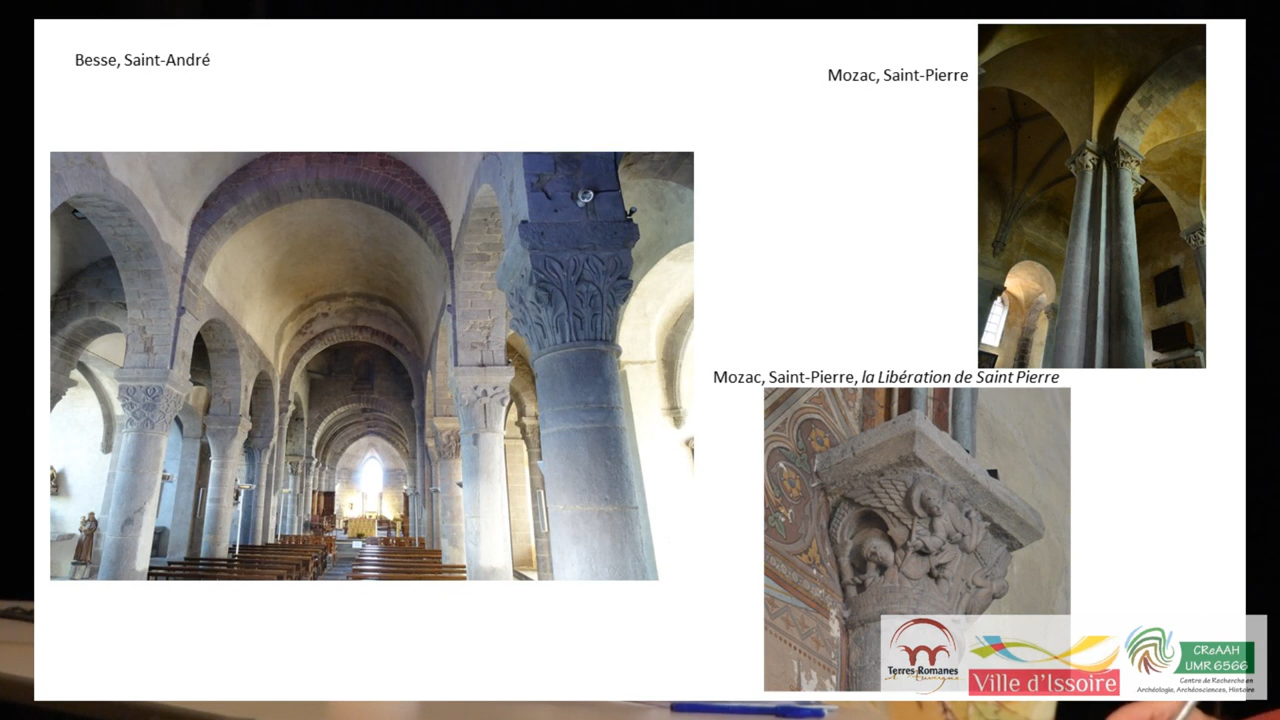 Besse, Saint-André
Mozac, Saint-Pierre
Mozac, Saint-Pierre, la Libération de Saint Pierre
Terres Romanes
d'Auvergne
Ville d'Issoire
CReAAH
UMR 6566
Centre de Recherche en
Archéologie, Archéosciences, Histoire